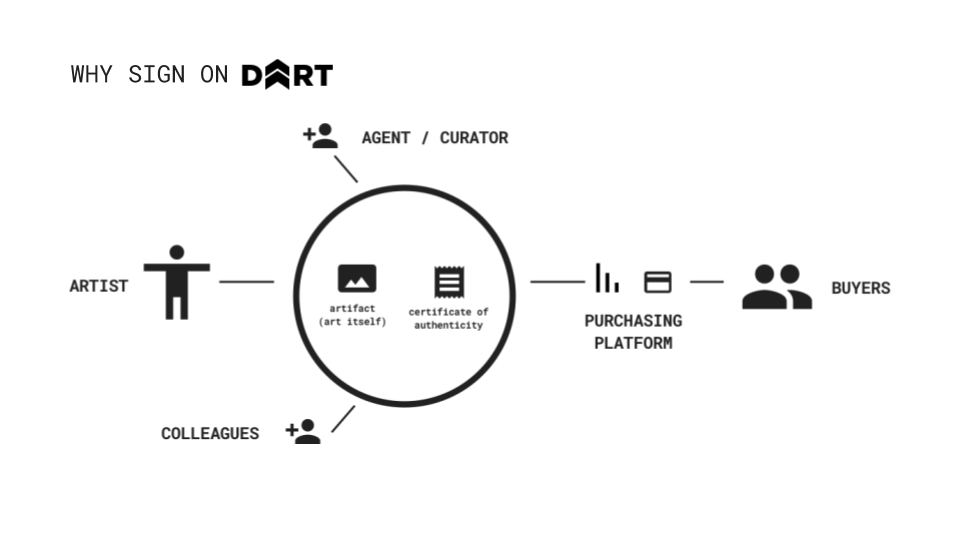 WHY SIGN ON DART
AGENT / CURATOR
ARTIST
artifact
(art itself)
certificate of
authenticity
PURCHASING
PLATFORM
BUYERS
COLLEAGUES